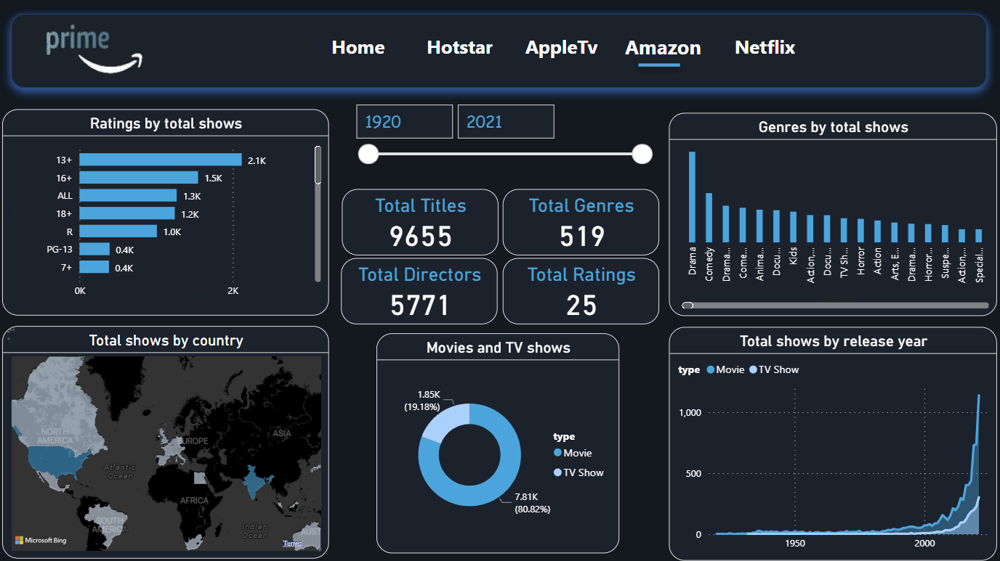 prime
Home
Hotstar
AppleTv
Amazon
Netflix
Ratings by total shows
13+
2.1K
16+
1.5K
ALL
1.3K
18+
1.2K
R
1.0K
PG-13
0.4K
7+
0.4K
0K
2K
1920
2021
Total Titles
9655
Total Genres
519
Total Directors
5771
Total Ratings
25
Genres by total shows
Drama
Comedy
Drama...
Come...
Anima...
Docu...
Kids
Action,...
Docu...
TV Sh...
Horror
Action
Arts, E...
Drama...
Horror...
Suspe...
Action,...
Special...
Total shows by country
NORTH
AMERICA
EUROPE
ASIA
Atlantic
Ocean
AFRICA
SOUTH
AMERICA
Indian
Ocean
AUST
Microsoft Bing
Terms
Movies and TV shows
1.85K
(19.18%)
7.81K
(80.82%)
type
Movie
TV Show
Total shows by release year
type Movie TV Show
1,000
500
0
1950
2000